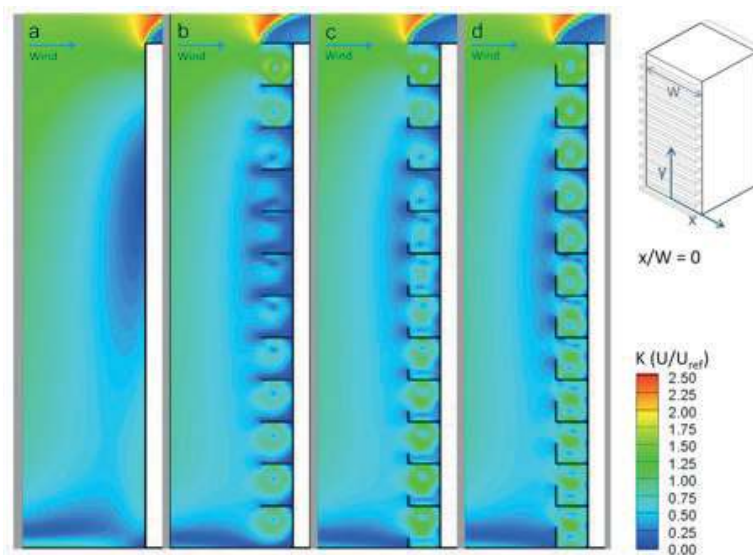 a
Wind
b
Wind
c
Wind
d
Wind
W
y
x
x/W = 0
K (U/U_ref)
2.50
2.25
2.00
1.75
1.50
1.25
1.00
0.75
0.50
0.25
0.00